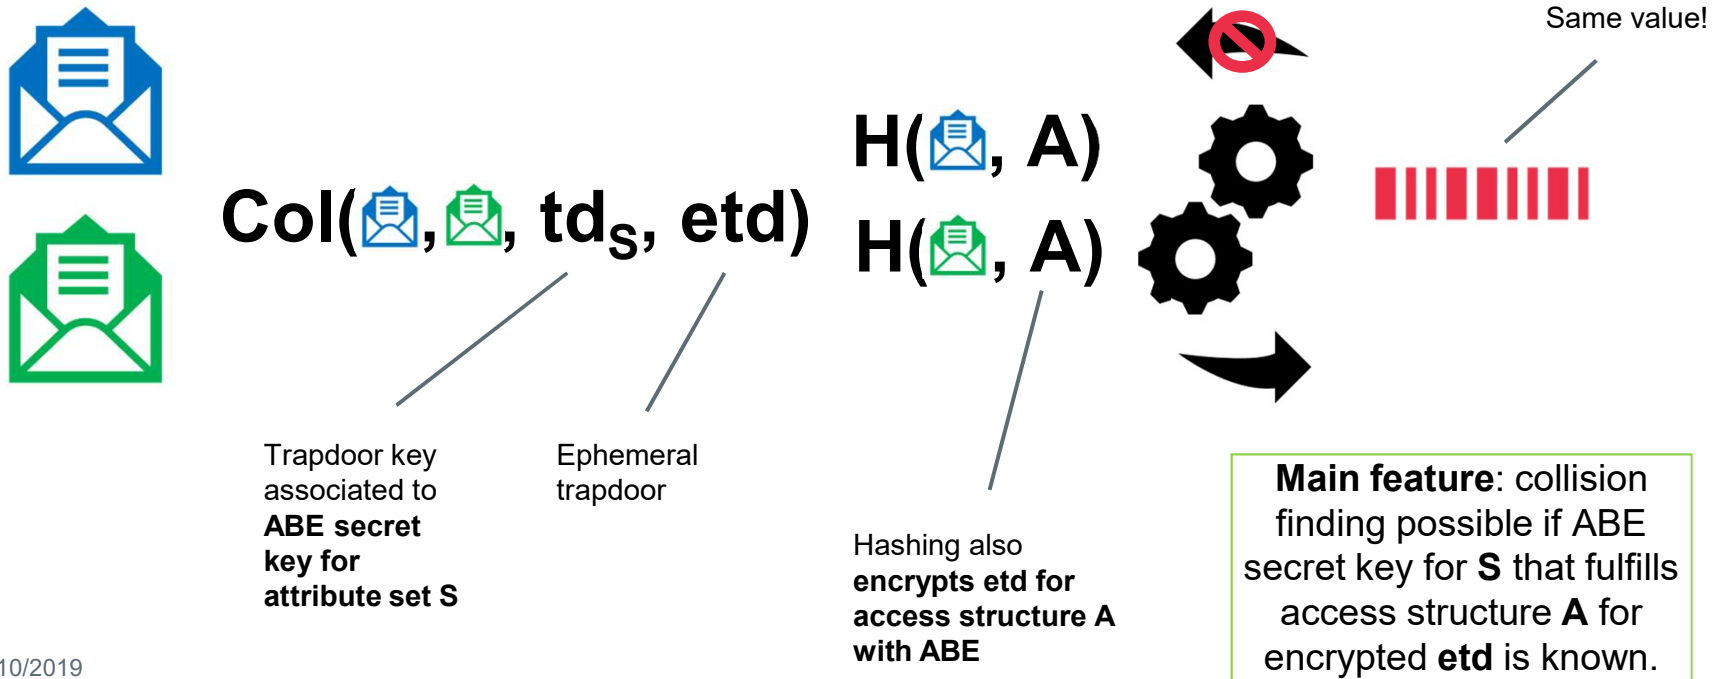 Same value!
H(, A)
Col(,, td_S, etd)
H(, A)
Trapdoor key
associated to
ABE secret
key for
attribute set S
Ephemeral
trapdoor
Hashing also
encrypts etd for
access structure A
with ABE
Main feature: collision
finding possible if ABE
secret key for S that fulfills
access structure A for
encrypted etd is known.
10/2019